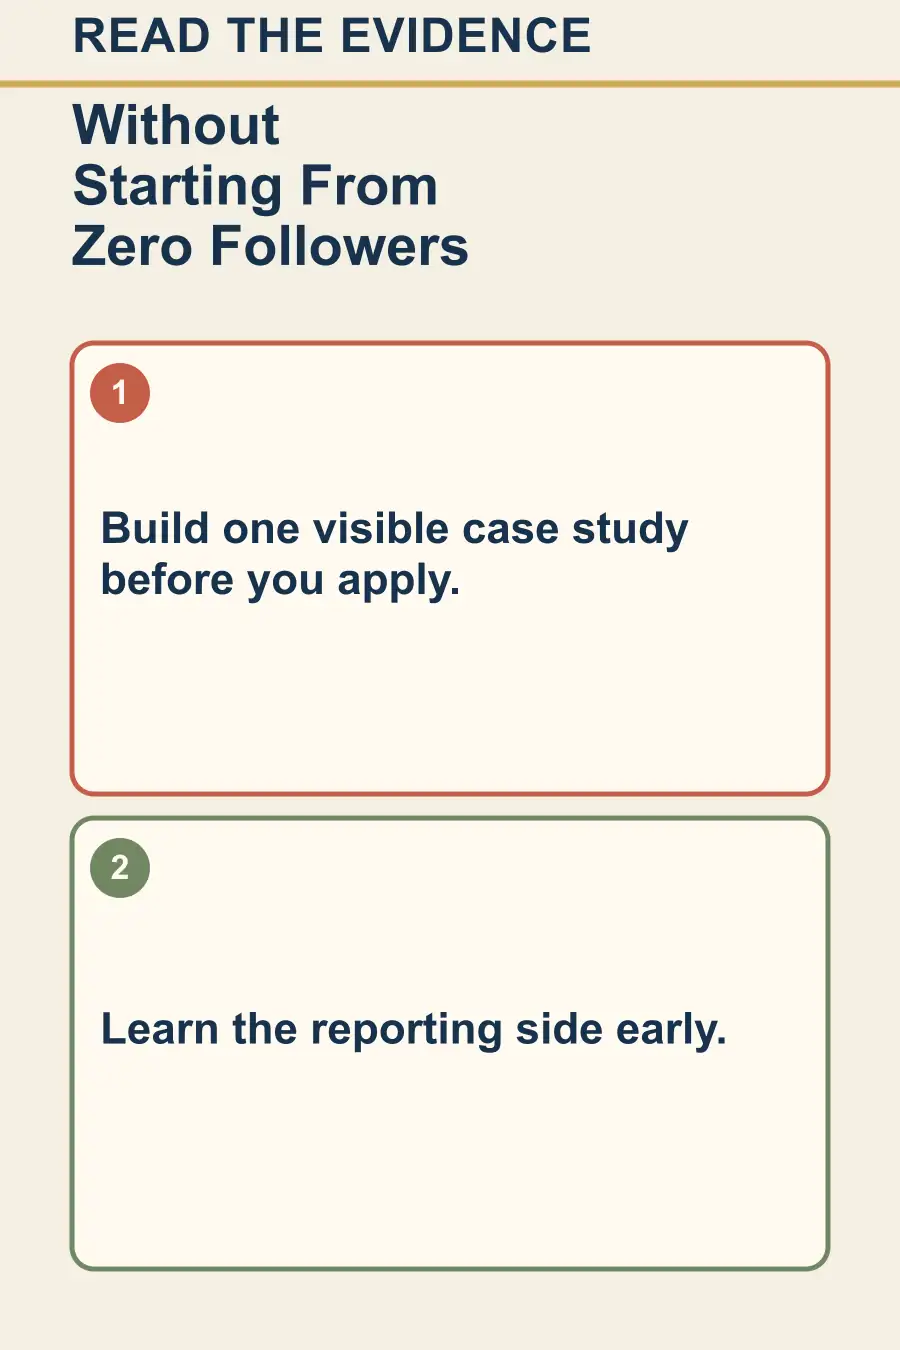 READ THE EVIDENCE
Without
Starting From
Zero Followers
1
Build one visible case study
before you apply.
2
Learn the reporting side early.